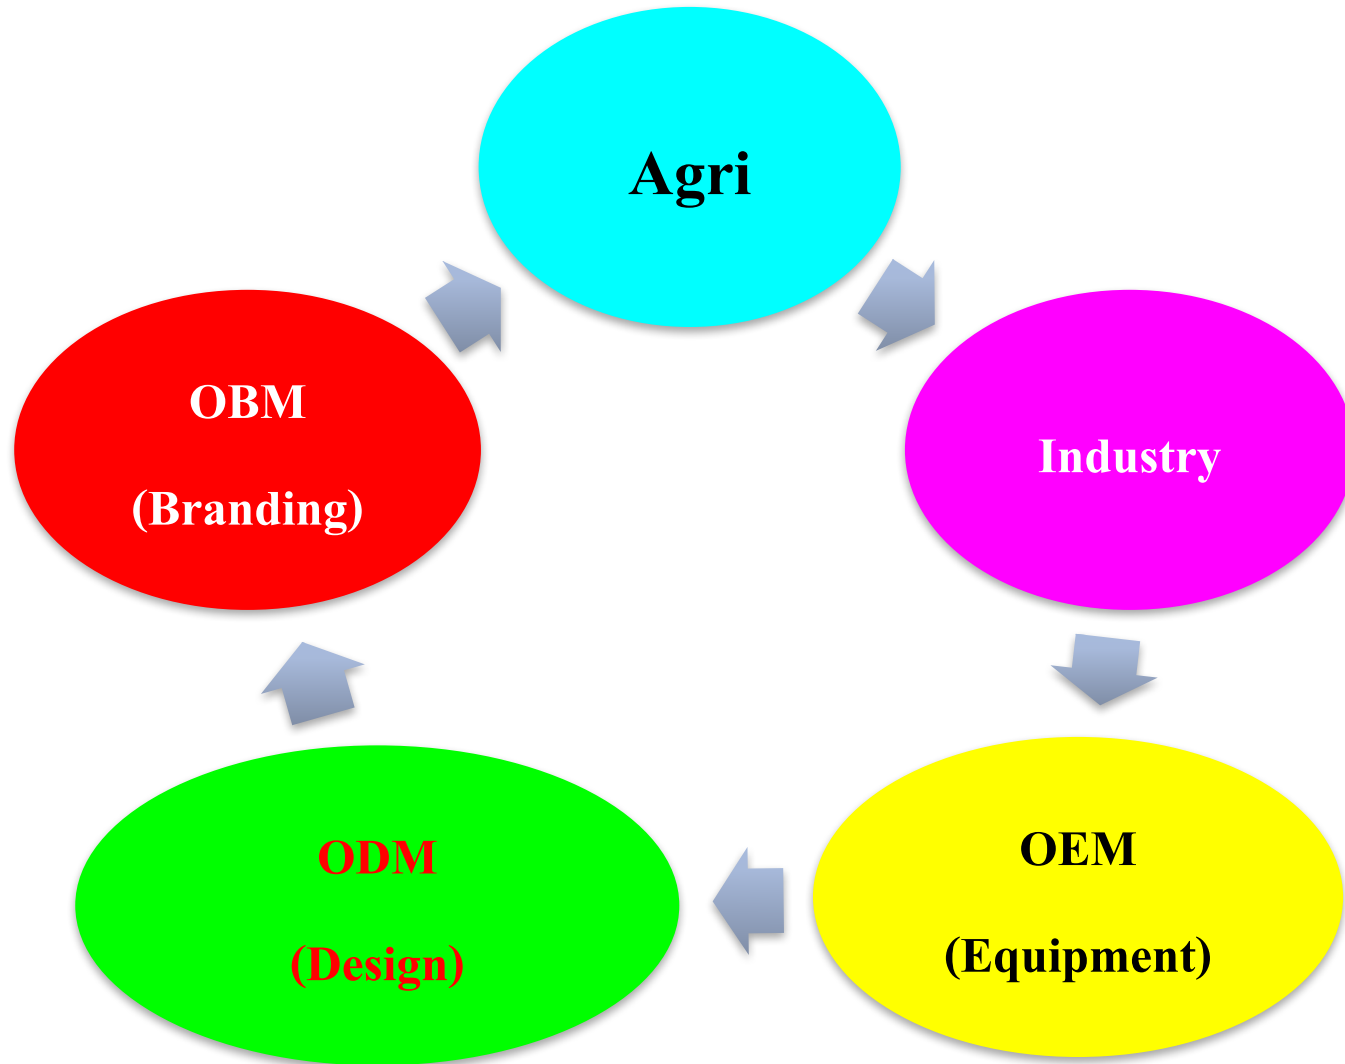 Agri
Industry
OEM
(Equipment)
ODM
(Design)
OBM
(Branding)